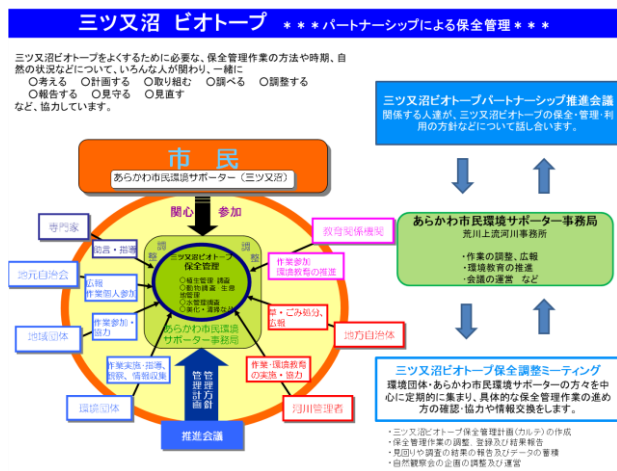 三ツ又沼 ビオトープ ＊＊＊パートナーシップによる保全管理＊＊＊
三ツ又沼ビオトープをよくするために必要な、保全管理作業の方法や時期、自
然の状況などについて、いろんな人が関わり、一緒に
○考える ○計画する ○取り組む ○調べる ○調整する
○報告する ○見守る ○見直す
など、協力しています。
市 民
あらかわ市民環境サポーター（三ツ又沼）
関心 参加
専門家
助言・指導
地元自治会
広報
作業個人参加
地域団体
作業参加・
協力
環境団体
作業実施・指導、
観察、情報収集
調整
調整
三ツ又沼ビオトープ
保全管理
○植生管理・調査
○動物調査・生息
地管理
○水管理調査
○美化・清掃など
あらかわ市民環境
サポーター事務局
管理方針
管理計画
推進会議
教育関係機関
作業参加
環境教育の推進
草・ごみ処分、
広報
地方自治体
作業・環境教育
の実施・協力
河川管理者
三ツ又沼ビオトープパートナーシップ推進会議
関係する人達が、三ツ又沼ビオトープの保全・管理・利
用の方針などについて話し合います。
あらかわ市民環境サポーター事務局
荒川上流河川事務所
・作業の調整、広報
・環境教育の推進
・会議の運営 など
三ツ又沼ビオトープ保全調整ミーティング
環境団体・あらかわ市民環境サポーターの方々を中
心に定期的に集まり、具体的な保全管理作業の進め
方の確認・協力や情報交換をします。
・三ツ又沼ビオトープ保全管理計画（カルテ）の作成
・保全管理作業の調整、登録及び結果報告
・見回りや調査の結果の報告及びデータの蓄積
・自然観察会の企画の調整及び運営